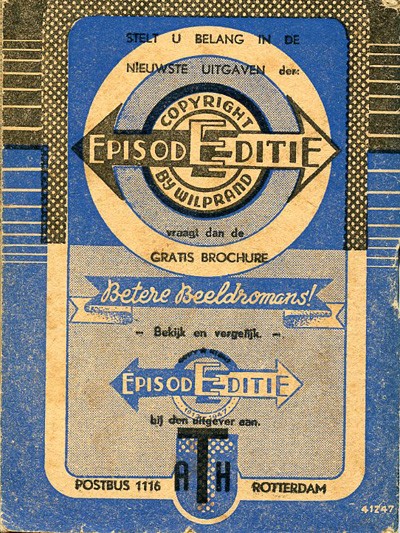 STELT U BELANG IN DE
NIEUWSTE UITGAVEN der:
COPYRIGHT
EPISODE EDITIE
BY WILPRAND
vraagt dan de
GRATIS BROCHURE
Betere Beeldromans!
- Bekijk en vergelijk. -
EPISODE EDITIE
bij den uitgever aan.
ATH
POSTBUS 1116
ROTTERDAM
41247